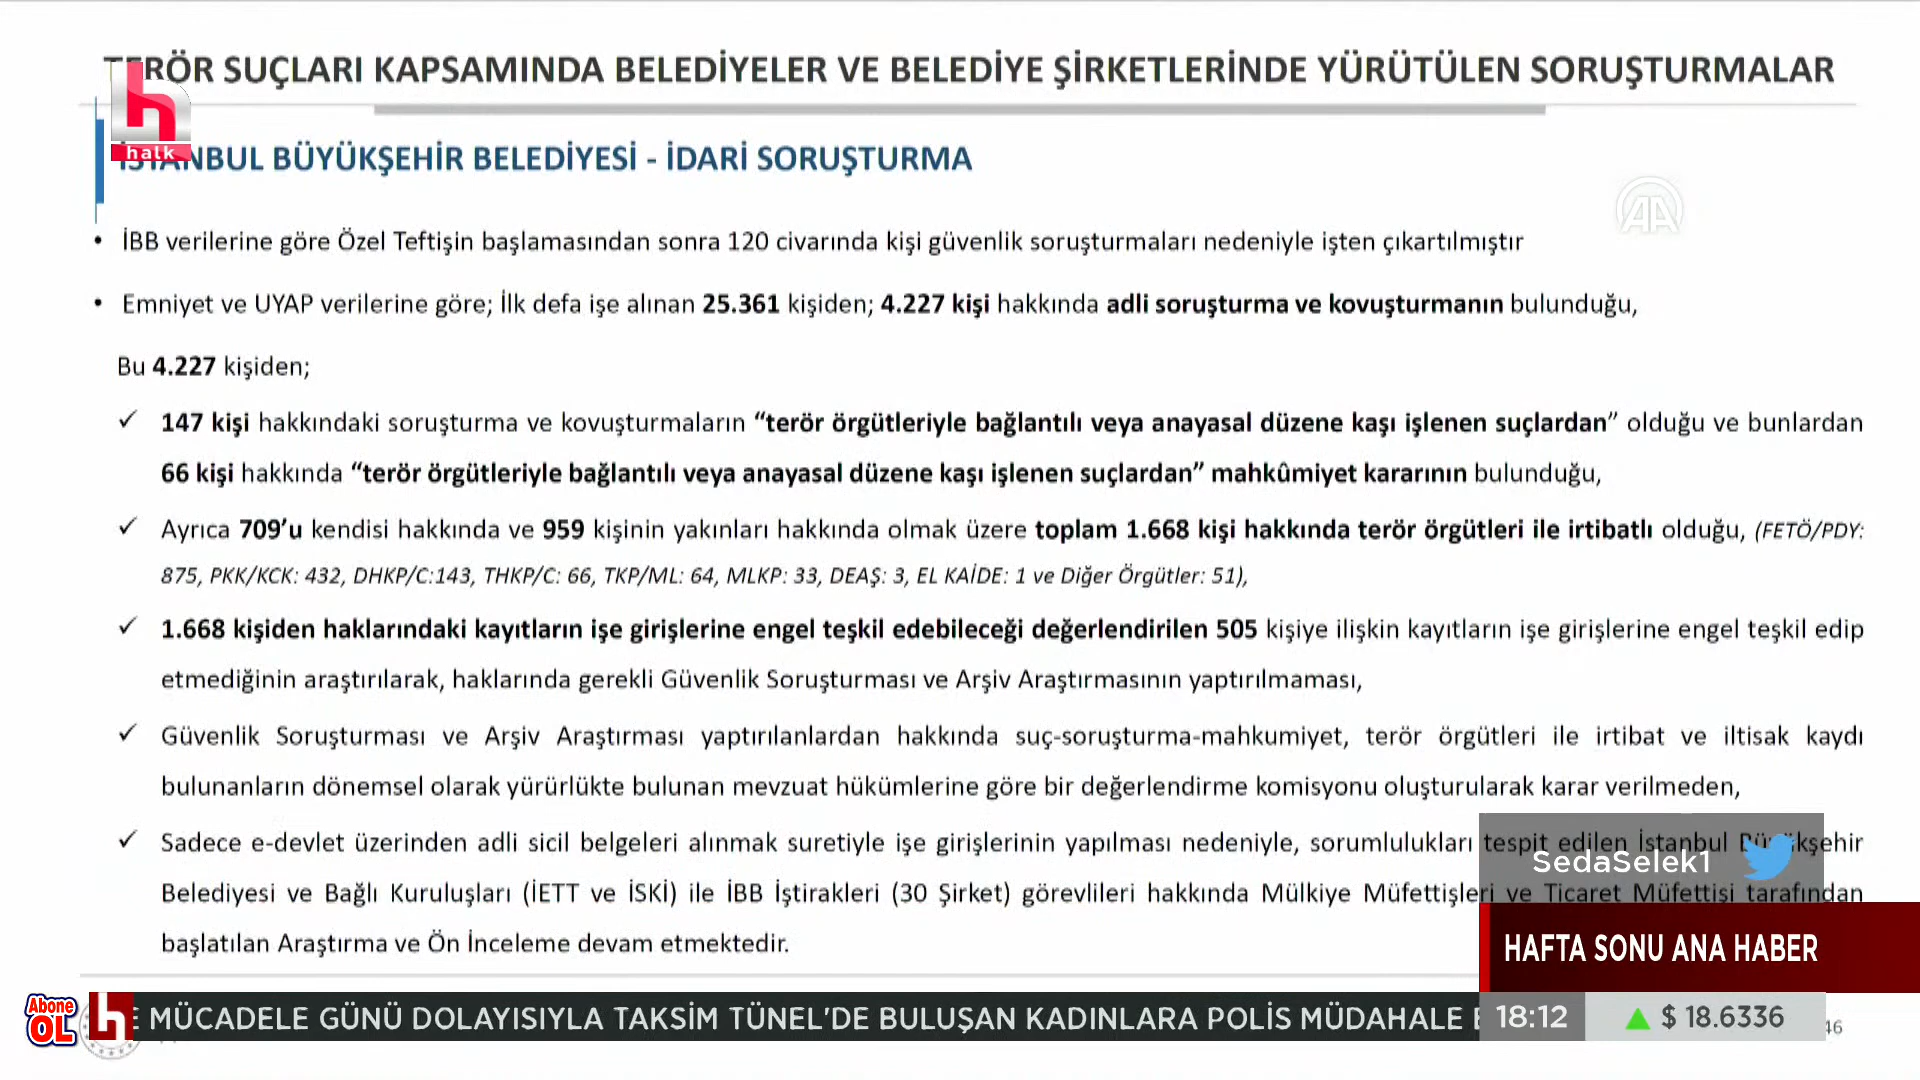 TERÖR SUÇLARI KAPSAMINDA BELEDİYELER VE BELEDİYE ŞİRKETLERİNDE YÜRÜTÜLEN SORUŞTURMALAR
h
halk
İSTANBUL BÜYÜKŞEHİR BELEDİYESİ - İDARİ SORUŞTURMA
AA
• İBB verilerine göre Özel Teftişin başlamasından sonra 120 civarında kişi güvenlik soruşturmaları nedeniyle işten çıkartılmıştır
• Emniyet ve UYAP verilerine göre; İlk defa işe alınan 25.361 kişiden; 4.227 kişi hakkında adli soruşturma ve kovuşturmanın bulunduğu,
Bu 4.227 kişiden;
✓ 147 kişi hakkındaki soruşturma ve kovuşturmaların “terör örgütleriyle bağlantılı veya anayasal düzene kaşı işlenen suçlardan” olduğu ve bunlardan
66 kişi hakkında “terör örgütleriyle bağlantılı veya anayasal düzene kaşı işlenen suçlardan” mahkûmiyet kararının bulunduğu,
✓ Ayrıca 709’u kendisi hakkında ve 959 kişinin yakınları hakkında olmak üzere toplam 1.668 kişi hakkında terör örgütleri ile irtibatlı olduğu, (FETÖ/PDY:
875, PKK/KCK: 432, DHKP/C:143, THKP/C: 66, TKP/ML: 64, MLKP: 33, DEAŞ: 3, EL KAİDE: 1 ve Diğer Örgütler: 51),
✓ 1.668 kişiden haklarındaki kayıtların işe girişlerine engel teşkil edebileceği değerlendirilen 505 kişiye ilişkin kayıtların işe girişlerine engel teşkil edip
etmediğinin araştırılarak, haklarında gerekli Güvenlik Soruşturması ve Arşiv Araştırmasının yaptırılmaması,
✓ Güvenlik Soruşturması ve Arşiv Araştırması yaptırılanlardan hakkında suç-soruşturma-mahkumiyet, terör örgütleri ile irtibat ve iltisak kaydı
bulunanların dönemsel olarak yürürlükte bulunan mevzuat hükümlerine göre bir değerlendirme komisyonu oluşturularak karar verilmeden,
✓ Sadece e-devlet üzerinden adli sicil belgeleri alınmak suretiyle işe girişlerinin yapılması nedeniyle, sorumlulukları tespit edilen İstanbul Büyükşehir
Belediyesi ve Bağlı Kuruluşları (İETT ve İSKİ) ile İBB İştirakleri (30 Şirket) görevlileri hakkında Mülkiye Müfettişleri ve Ticaret Müfettişi tarafından
başlatılan Araştırma ve Ön İnceleme devam etmektedir.
SedaSelek1
HAFTA SONU ANA HABER
Abone
OL
h
E MÜCADELE GÜNÜ DOLAYISIYLA TAKSİM TÜNEL’DE BULUŞAN KADINLARA POLİS MÜDAHALE
18:12
$ 18.6336
46